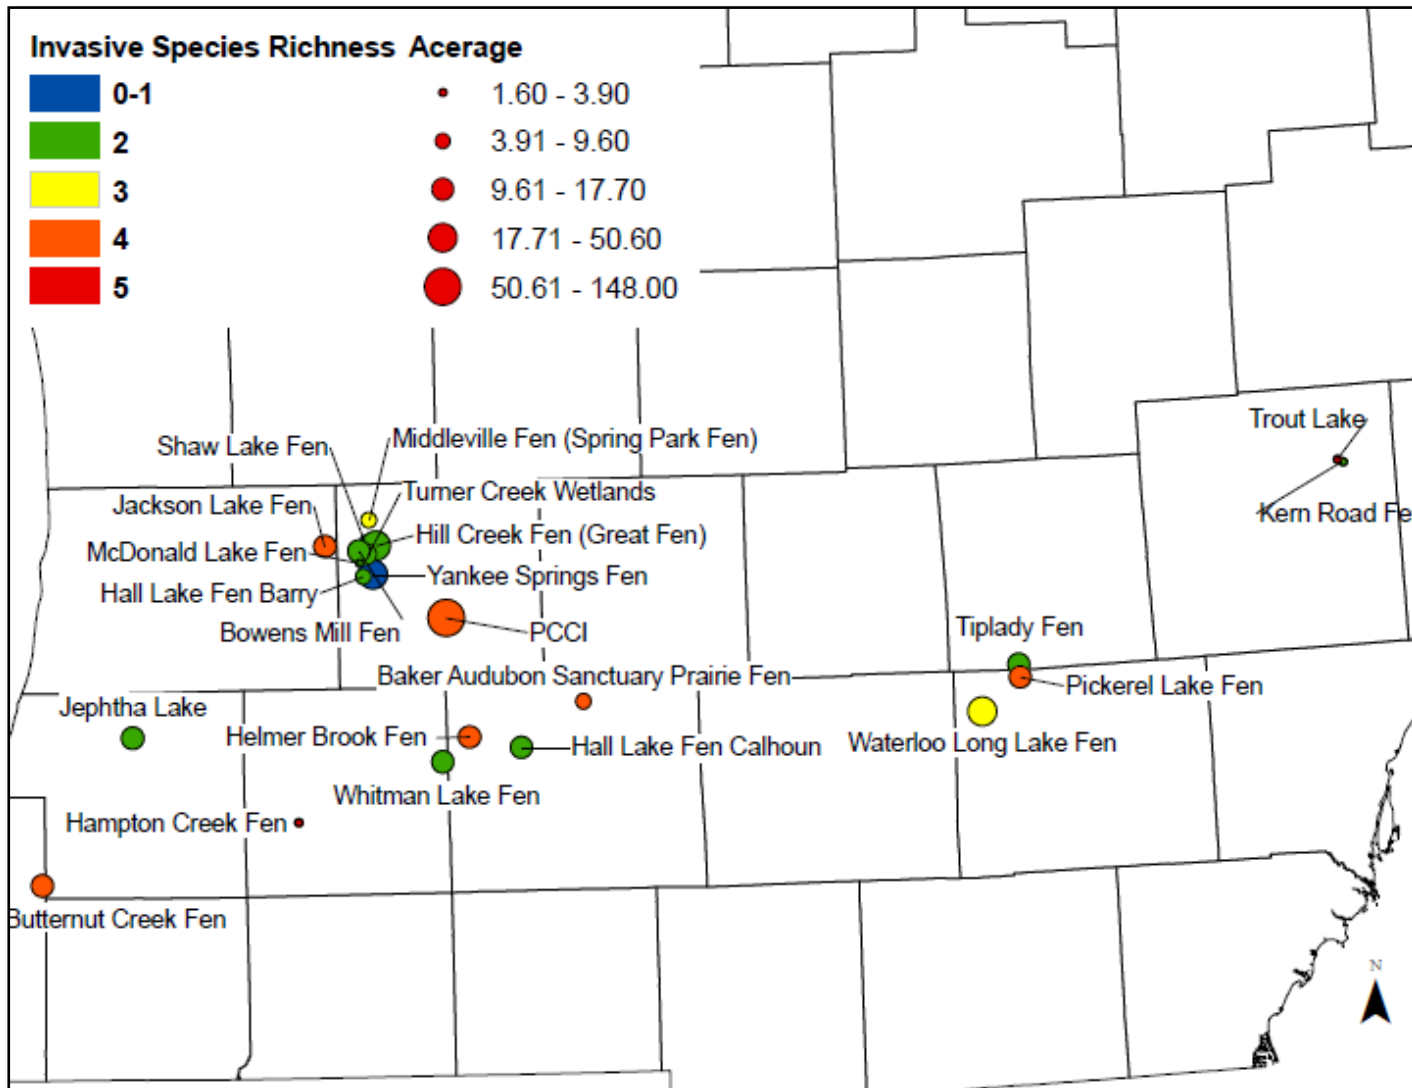 Invasive Species Richness Acerage
0-1 1.60 - 3.90
2 3.91 - 9.60
3 9.61 - 17.70
4 17.71 - 50.60
5 50.61 - 148.00
Trout Lake
Shaw Lake Fen
Middleville Fen (Spring Park Fen)
Turner Creek Wetlands
Jackson Lake Fen
Kern Road Fe
Hill Creek Fen (Great Fen)
McDonald Lake Fen
Yankee Springs Fen
Hall Lake Fen Barry
Bowens Mill Fen
PCCI
Tiplady Fen
Baker Audubon Sanctuary Prairie Fen
Pickerel Lake Fen
Jephtha Lake
Helmer Brook Fen
Hall Lake Fen Calhoun
Waterloo Long Lake Fen
Whitman Lake Fen
Hampton Creek Fen
Butternut Creek Fen
N